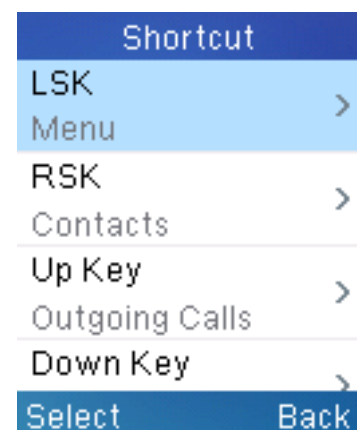 Shortcut
LSK
Menu
RSK
Contacts
Up Key
Outgoing Calls
Down Key
Select Back